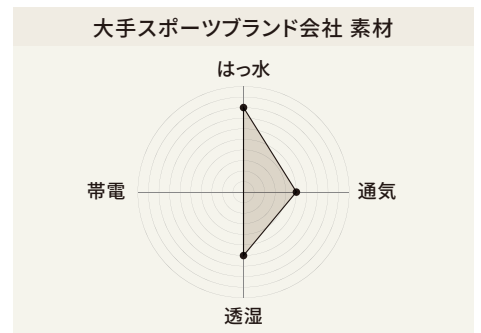 大手スポーツブランド会社 素材
はっ水
帯電
通気
透湿